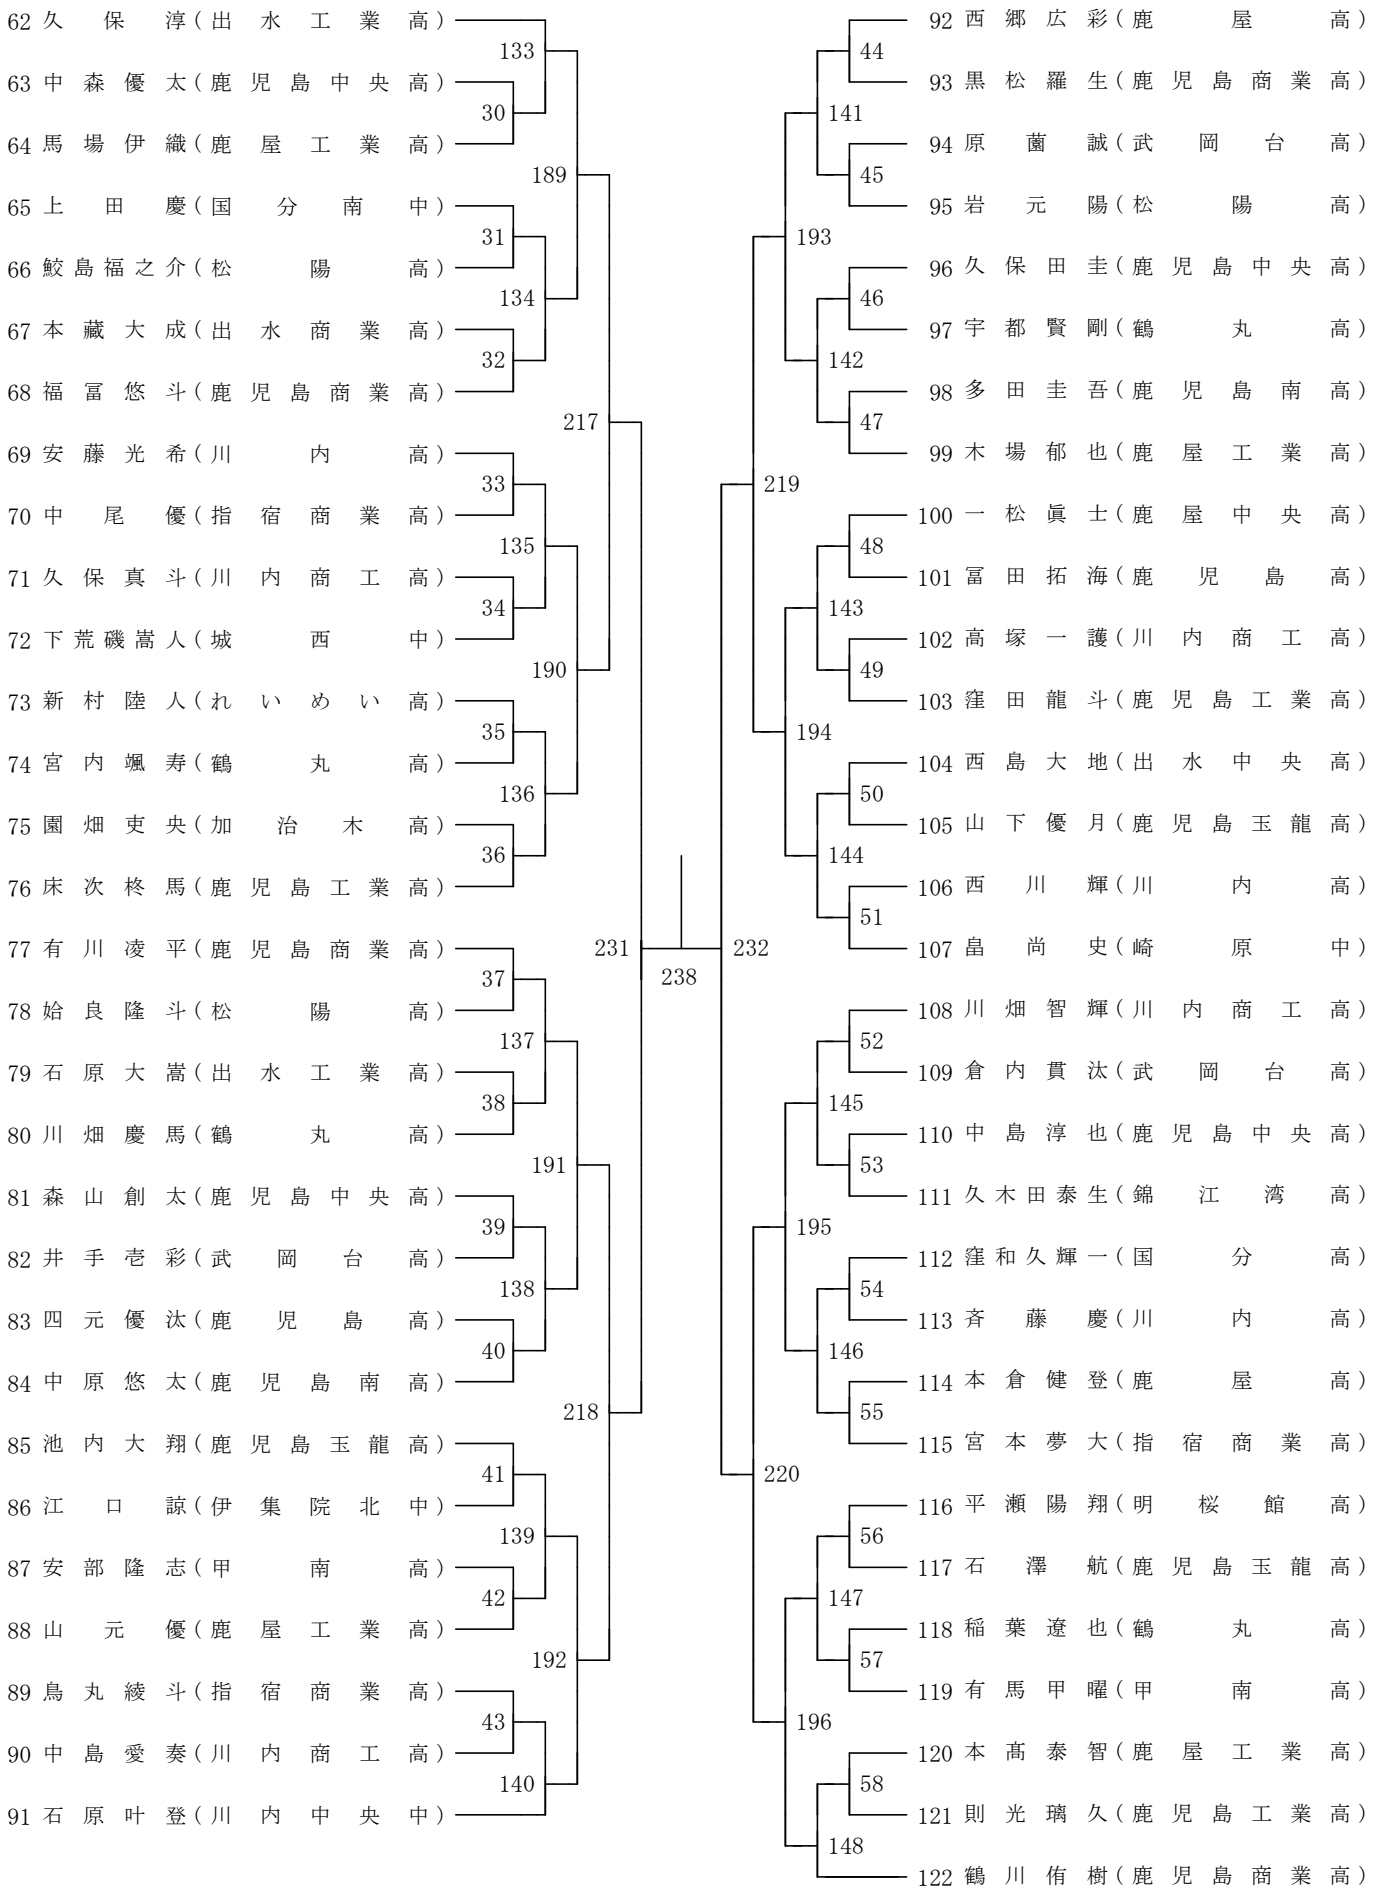 62 久保淳(出水工業高)
133
63 中森優太(鹿児島中央高)
30
64 馬場伊織(鹿屋工業高)
189
65 上田慶(国分南中)
31
66 鮫島福之介(松陽高)
134
67 本藏大成(出水商業高)
32
68 福冨悠斗(鹿児島商業高)
217
69 安藤光希(川内高)
33
70 中尾優(指宿商業高)
135
71 久保真斗(川内商工高)
34
72 下荒磯嵩人(城西中)
190
73 新村陸人(れいめい高)
35
74 宮内颯寿(鶴丸高)
136
75 園畑吏央(加治木高)
36
76 床次柊馬(鹿児島工業高)
231
77 有川凌平(鹿児島商業高)
37
78 始良隆斗(松陽高)
137
79 石原大嵩(出水工業高)
38
80 川畑慶馬(鶴丸高)
191
81 森山創太(鹿児島中央高)
39
82 井手壱彩(武岡台高)
138
83 四元優汰(鹿児島高)
40
84 中原悠太(鹿児島南高)
218
85 池内大翔(鹿児島玉龍高)
41
86 江口諒(伊集院北中)
139
87 安部隆志(甲南高)
42
88 山元優(鹿屋工業高)
192
89 鳥丸綾斗(指宿商業高)
43
90 中島愛奏(川内商工高)
140
91 石原叶登(川内中央中)
238
92 西郷広彩(鹿屋高)
44
93 黒松羅生(鹿児島商業高)
141
94 原薗誠(武岡台高)
45
95 岩元陽(松陽高)
193
96 久保田圭(鹿児島中央高)
46
97 宇都賢剛(鶴丸高)
142
98 多田圭吾(鹿児島南高)
47
99 木場郁也(鹿屋工業高)
219
100 一松眞士(鹿屋中央高)
48
101 冨田拓海(鹿児島高)
143
102 高塚一護(川内商工高)
49
103 窪田龍斗(鹿児島工業高)
194
104 西島大地(出水中央高)
50
105 山下優月(鹿児島玉龍高)
144
106 西川輝(川内高)
51
107 畠尚史(崎原中)
232
108 川畑智輝(川内商工高)
52
109 倉内貫汰(武岡台高)
145
110 中島淳也(鹿児島中央高)
53
111 久木田泰生(錦江湾高)
195
112 窪和久輝一(国分高)
54
113 斉藤慶(川内高)
146
114 本倉健登(鹿屋高)
55
115 宮本夢大(指宿商業高)
220
116 平瀬陽翔(明桜館高)
56
117 石澤航(鹿児島玉龍高)
147
118 稲葉遼也(鶴丸高)
57
119 有馬甲曜(甲南高)
196
120 本髙泰智(鹿屋工業高)
58
121 則光璃久(鹿児島工業高)
148
122 鶴川侑樹(鹿児島商業高)